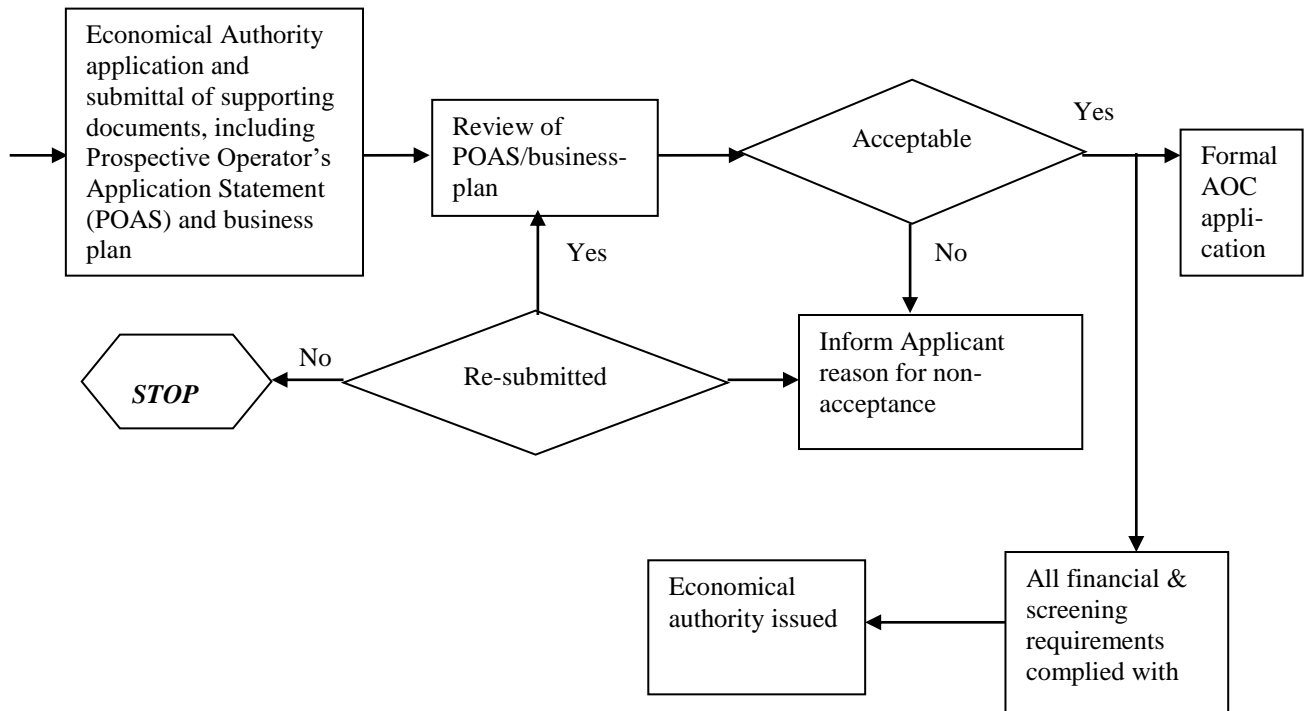 Economical Authority
application and
submittal of supporting
documents, including
Prospective Operator’s
Application Statement
(POAS) and business
plan
Review of
POAS/business-
plan
Acceptable
Yes
Formal
AOC
appli-
cation
Yes
No
No
STOP
Re-submitted
Inform Applicant
reason for non-
acceptance
Economical
authority issued
All financial &
screening
requirements
complied with